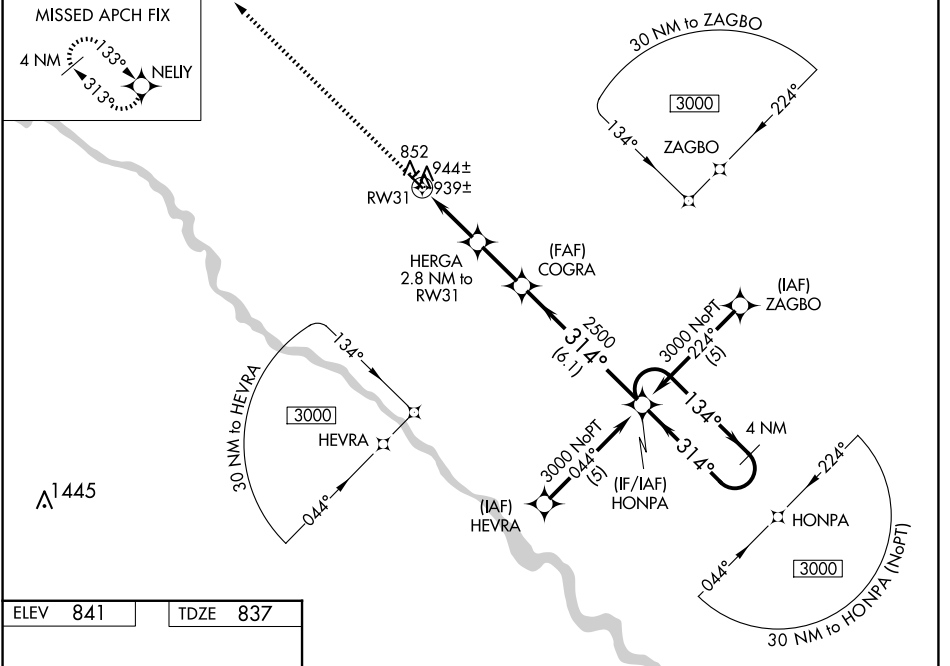 MISSED APCH FIX
4 NM
133°
NELIY
313°
30 NM to ZAGBO
3000
224°
134°
ZAGBO
852
944±
939±
RW31
HERGA
2.8 NM to
RW31
(FAF)
COGRA
(IAF)
ZAGBO
2500
314°
(6.1)
3000 NoPT
224°
(5)
134°
4 NM
314°
30 NM to HEVRA
134°
3000
HEVRA
044°
3000 NoPT
044°
(5)
(IAF)
HEVRA
(IF/IAF)
HONPA
224°
HONPA
044°
3000
30 NM to HONPA (NoPT)
1445
ELEV 841
TDZE 837